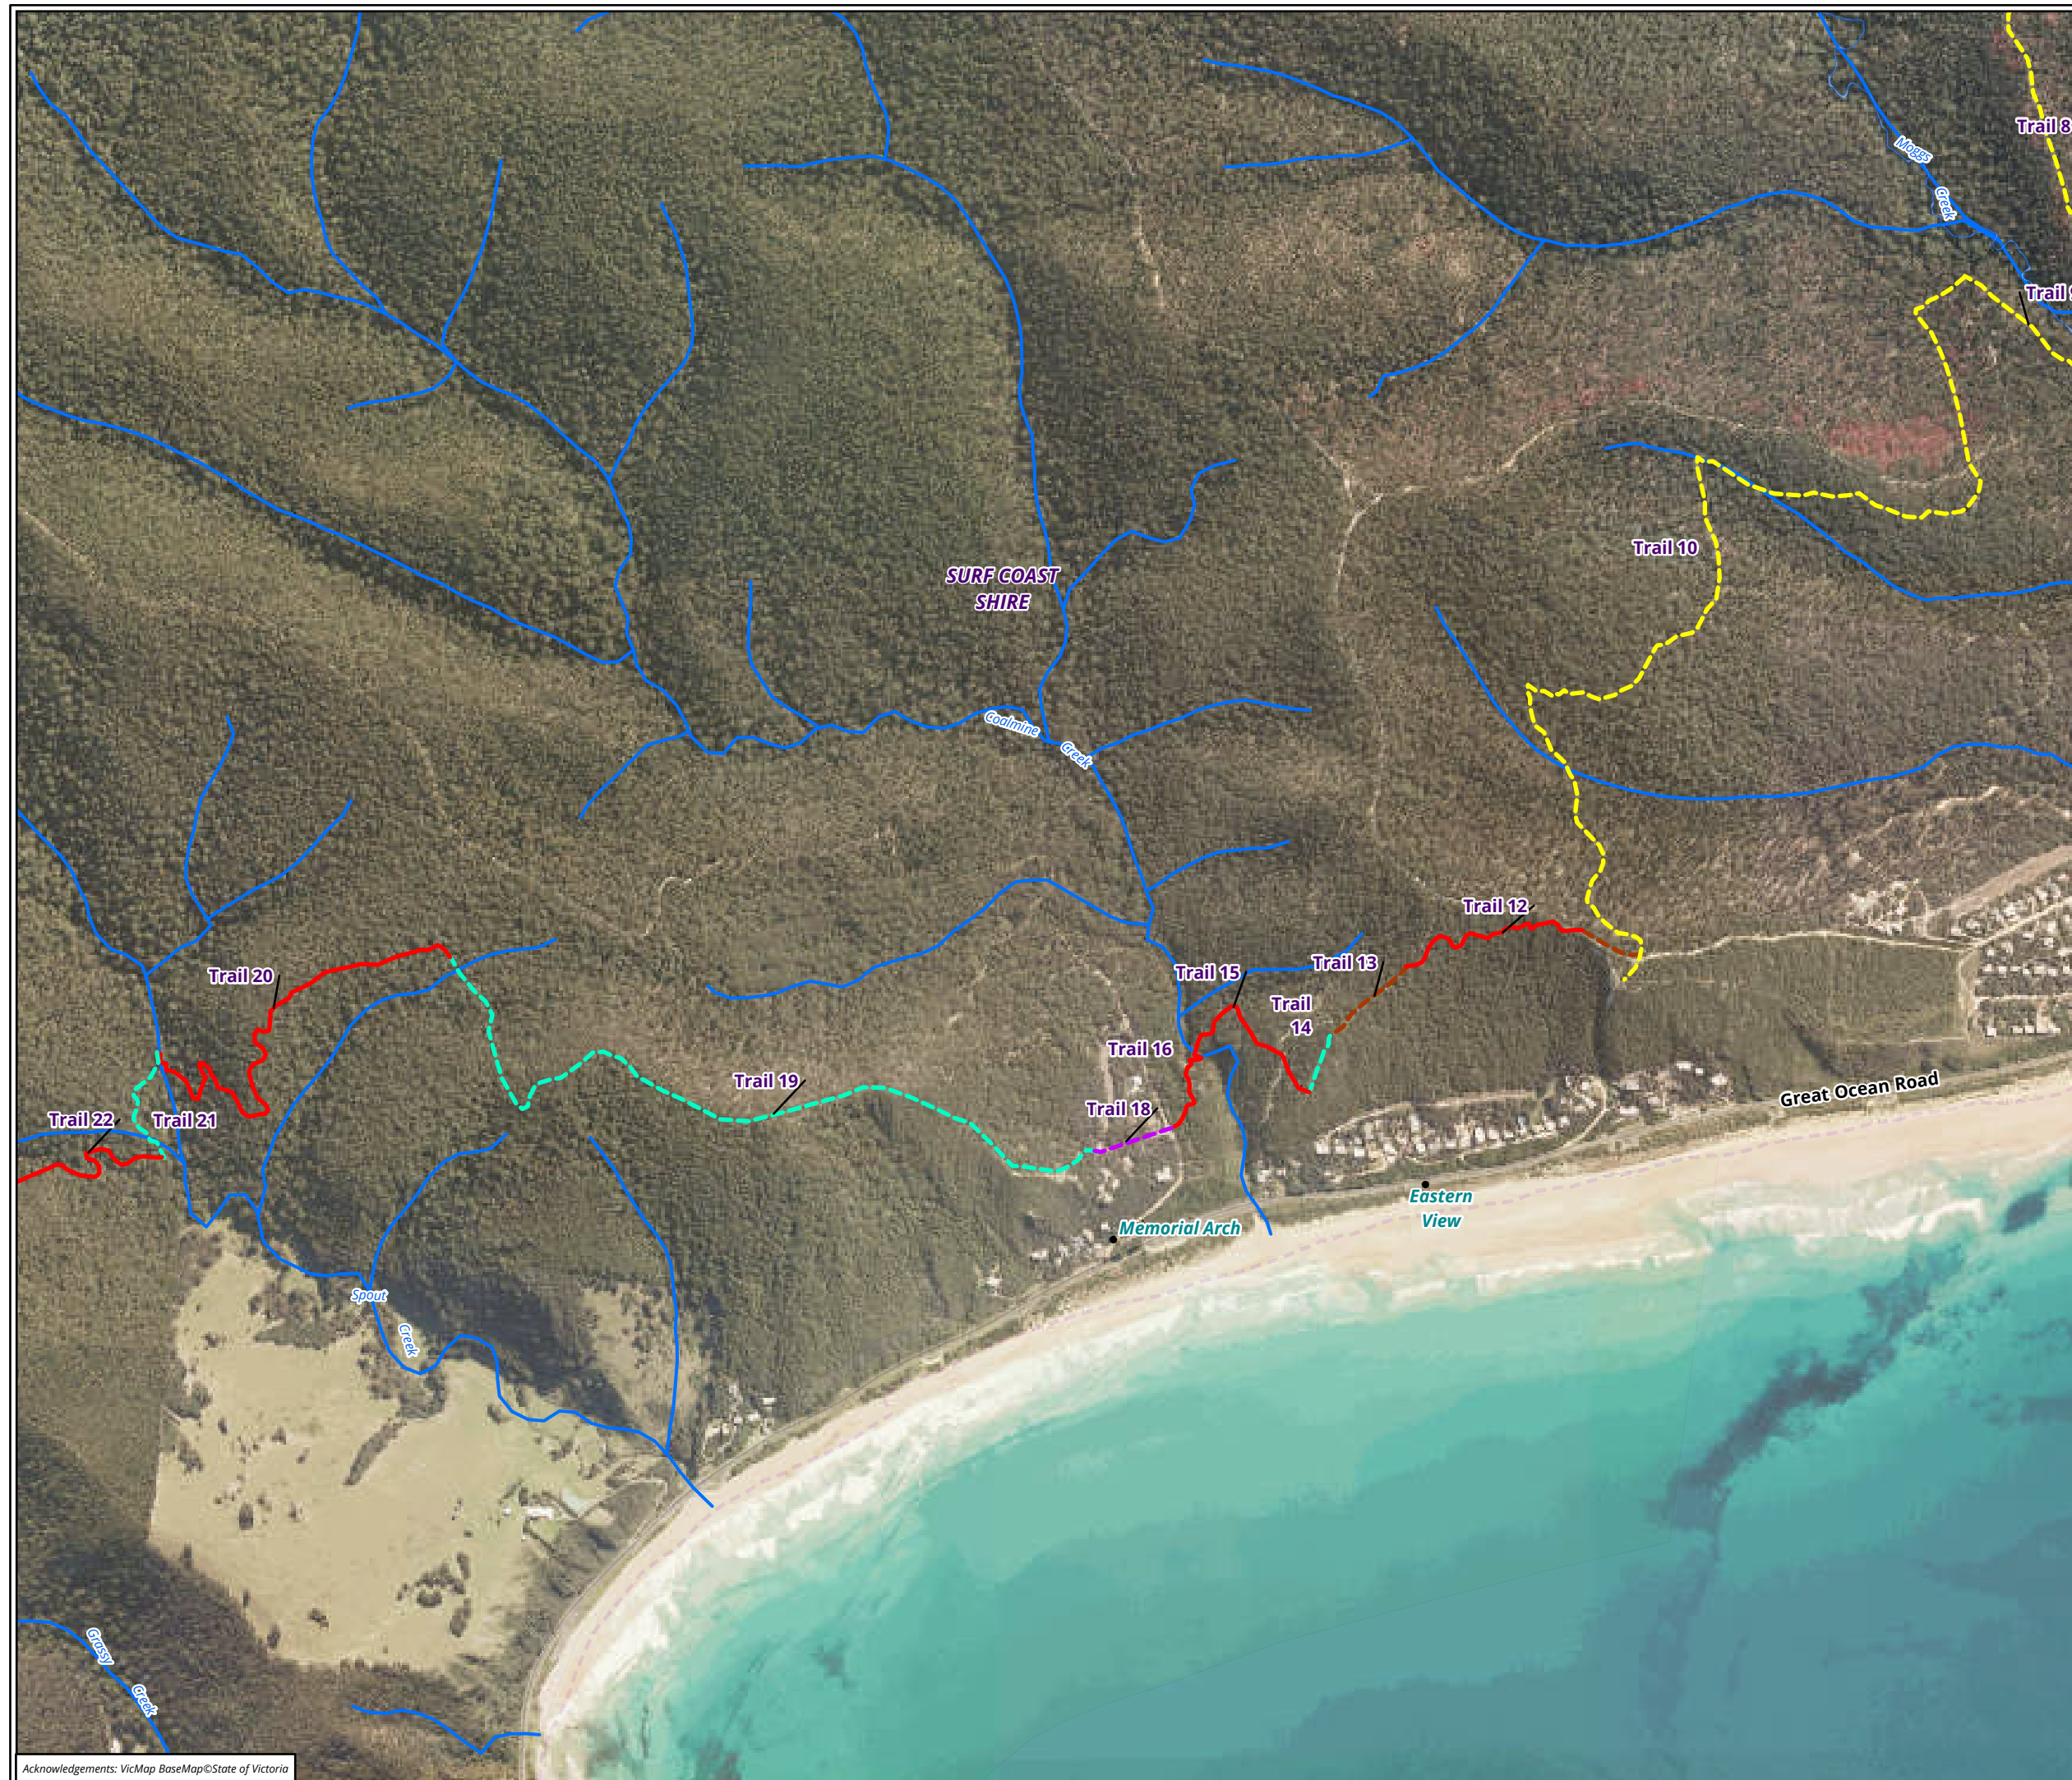 Trail 8
Moggs
Creek
Trail 9
Trail 10
SURF COAST
SHIRE
Coalmine
Creek
Trail 12
Trail 13
Trail 15
Trail
14
Trail 20
Trail 16
Trail 19
Trail 18
Trail 22
Trail 21
Great Ocean Road
Eastern
View
Memorial Arch
Spout
Creek
Grassy
Creek
Acknowledgements: VicMap BaseMap©State of Victoria